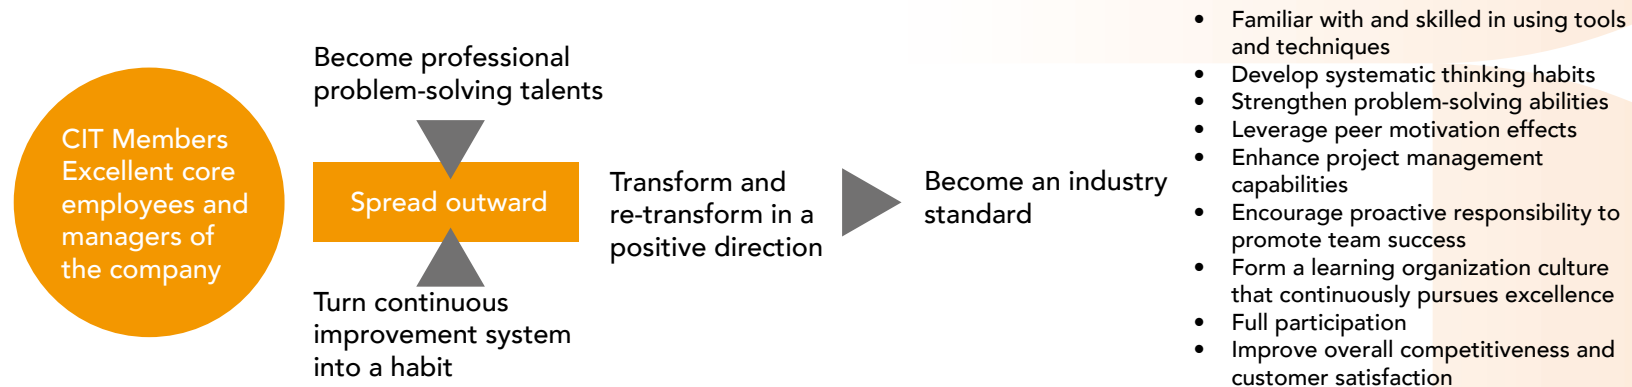 CIT Members
Excellent core
employees and
managers of
the company
Become professional
problem-solving talents
Spread outward
Turn continuous
improvement system
into a habit
Transform and
re-transform in a
positive direction
Become an industry
standard
• Familiar with and skilled in using tools
and techniques
• Develop systematic thinking habits
• Strengthen problem-solving abilities
• Leverage peer motivation effects
• Enhance project management
capabilities
• Encourage proactive responsibility to
promote team success
• Form a learning organization culture
that continuously pursues excellence
• Full participation
• Improve overall competitiveness and
customer satisfaction